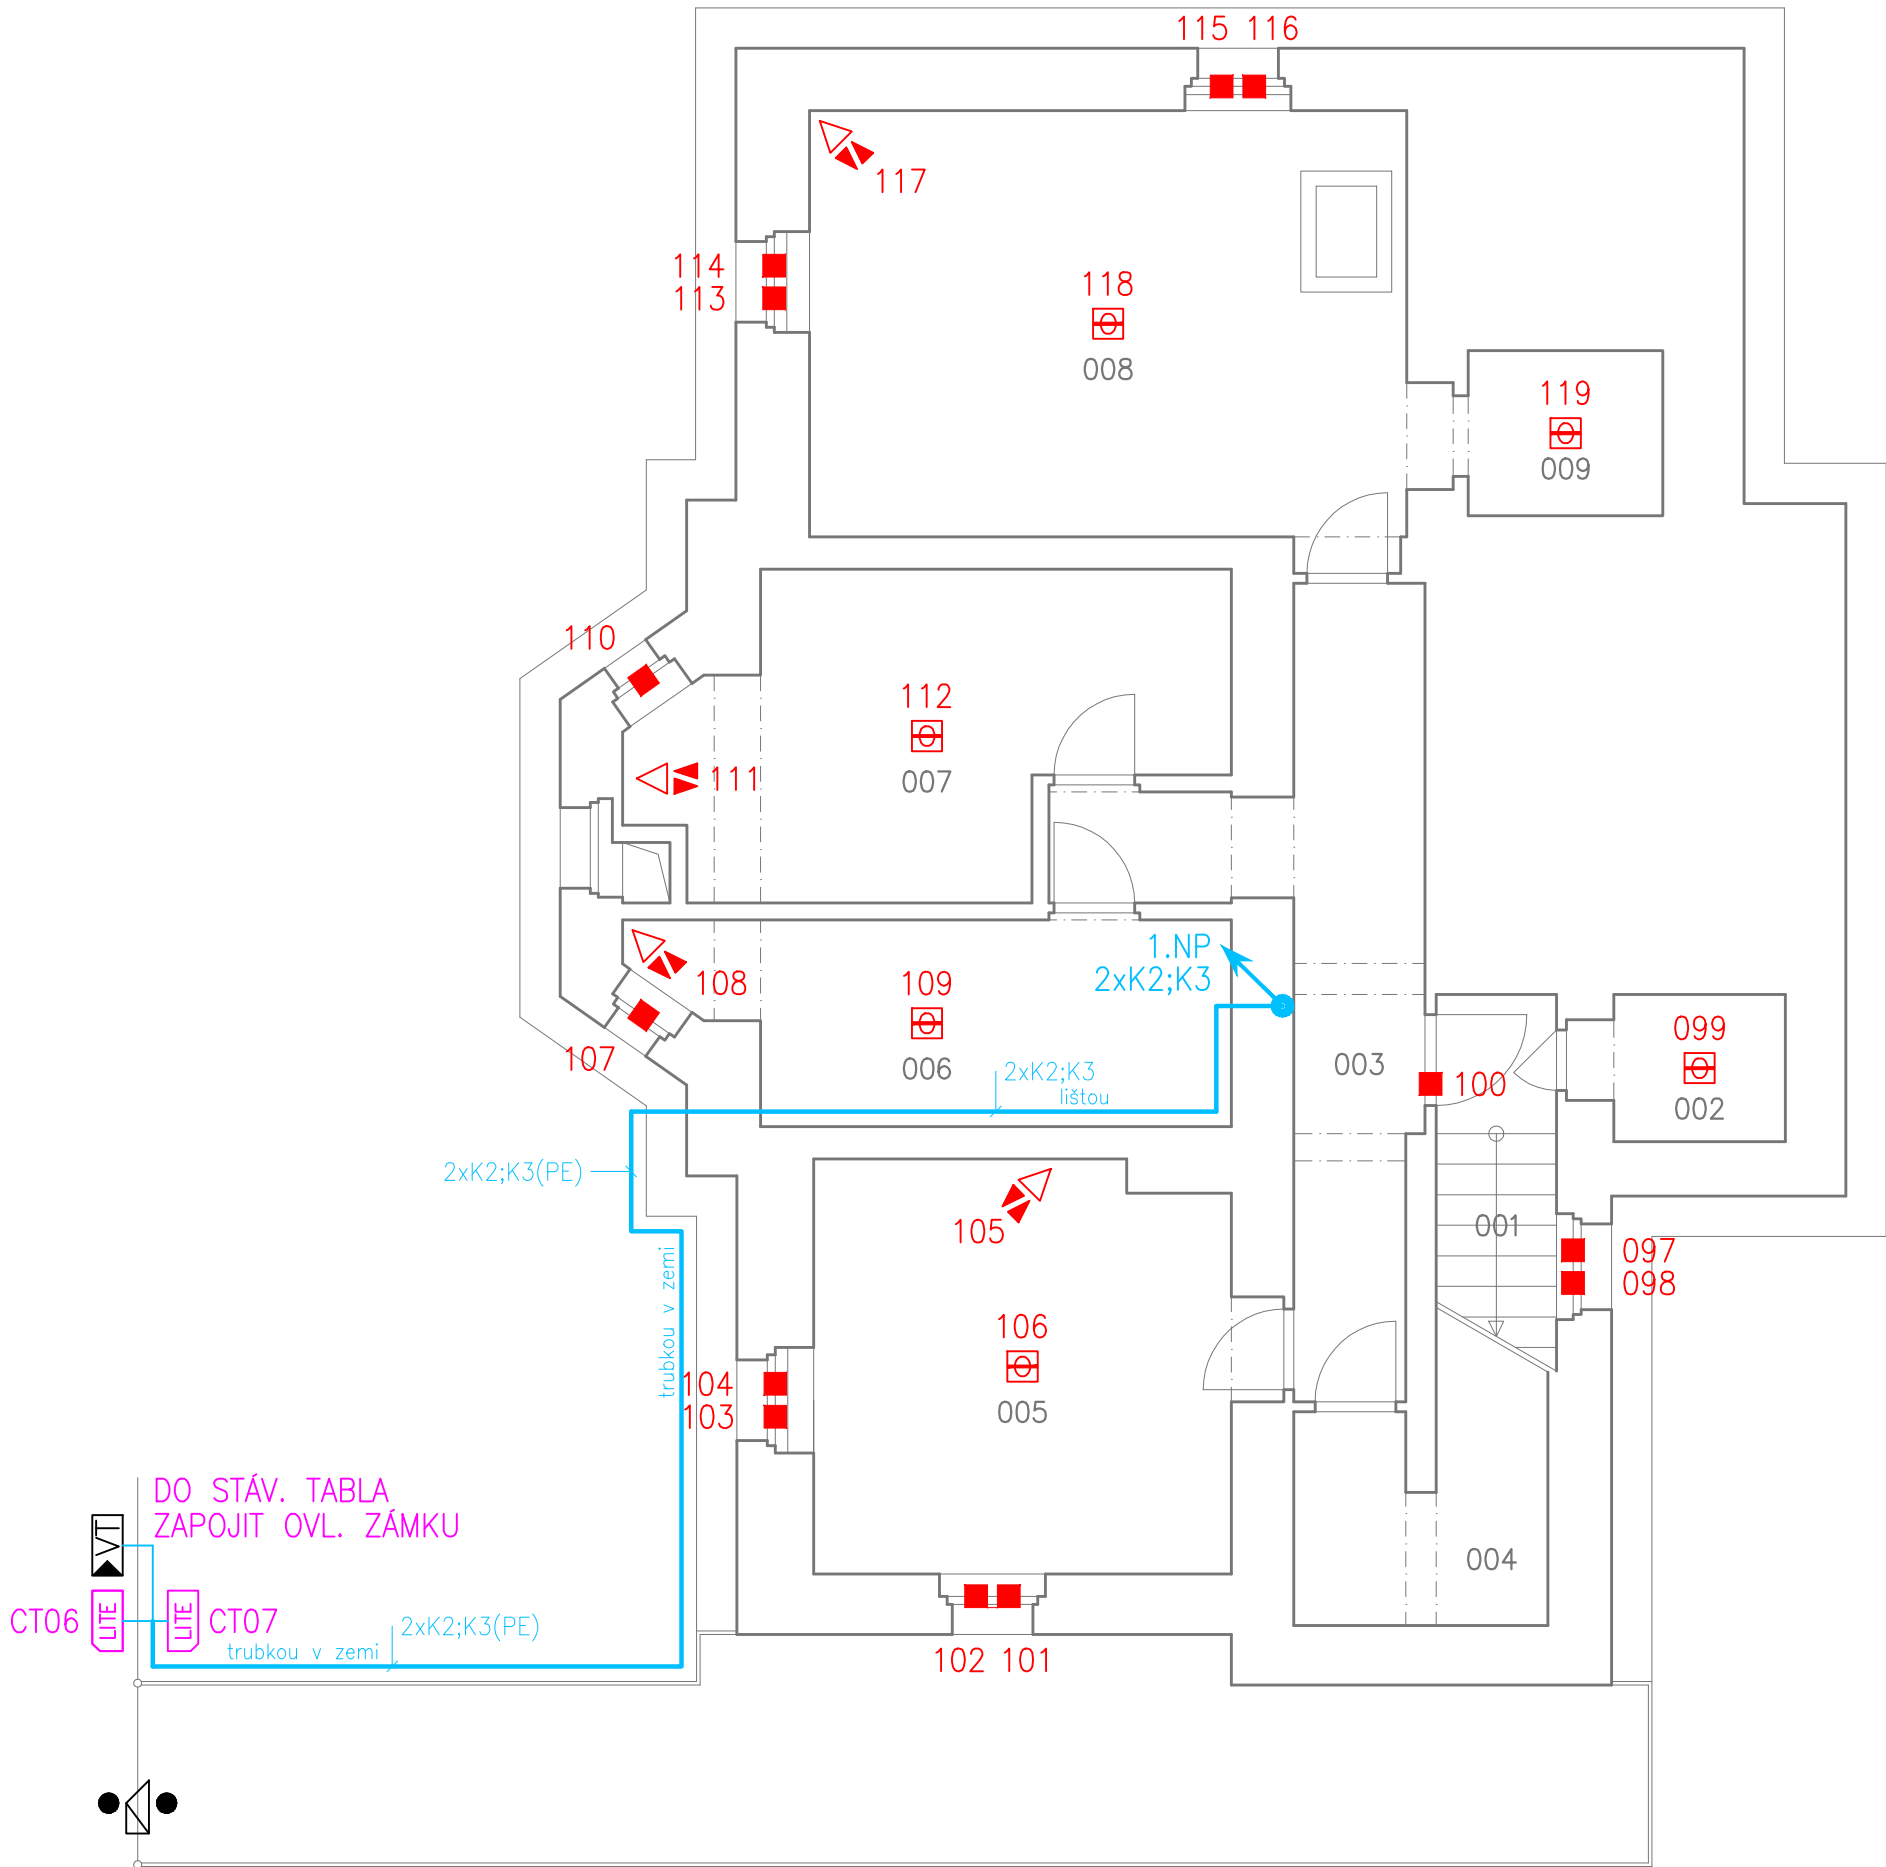 115 116
117
114
113
118
008
119
009
110
112
111
007
1.NP
2xK2;K3
108
109
099
107
006
003
2xK2;K3
lištou
100
002
2xK2;K3(PE)
105
001
097
098
trubkou v zemi
106
104
103
005
DO STÁV. TABLA
ZAPOJIT OVL. ZÁMKU
VT
004
CT06
LITE
LITE
CT07
2xK2;K3(PE)
trubkou v zemi
102 101